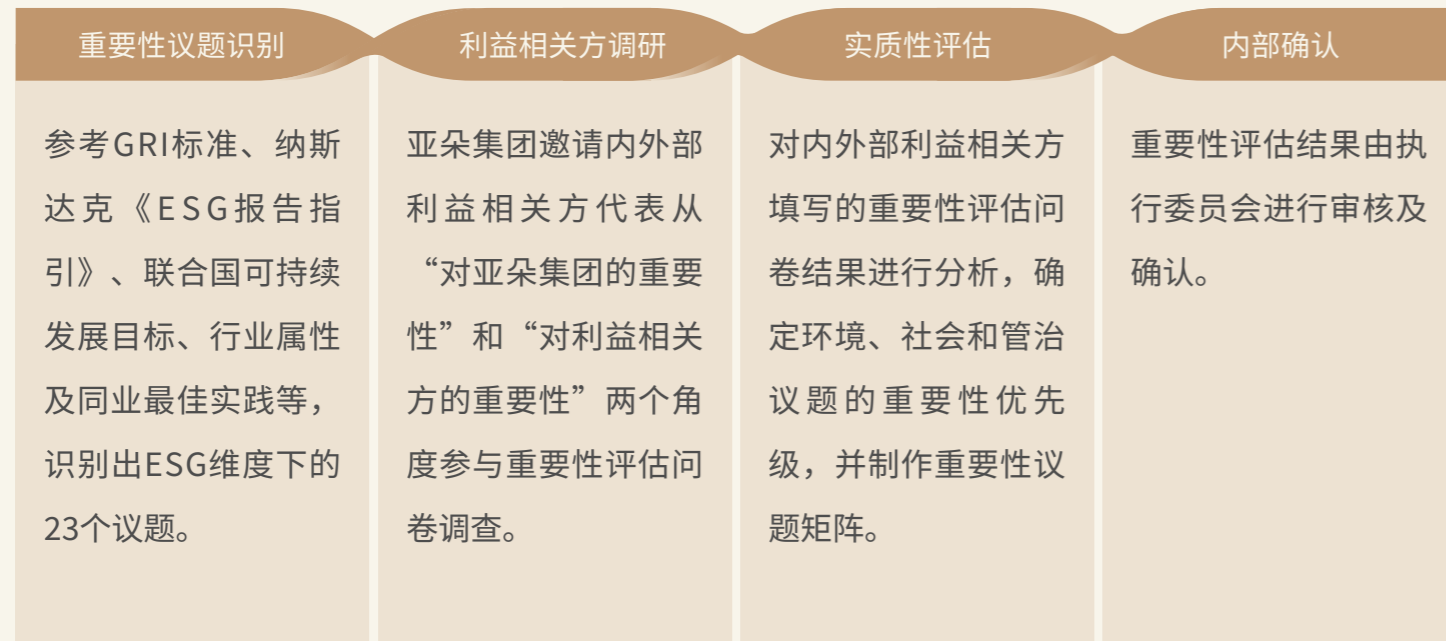 重要性议题识别
参考GRI标准、纳斯
达克《ESG报告指
引》、联合国可持续
发展目标、行业属性
及同业最佳实践等，
识别出ESG维度下的
23个议题。
利益相关方调研
亚朵集团邀请内外部
利益相关方代表从
“对亚朵集团的重要
性”和“对利益相关
方的重要性”两个角
度参与重要性评估问
卷调查。
实质性评估
对内外部利益相关方
填写的重要性评估问
卷结果进行分析，确
定环境、社会和管治
议题的重要性优先
级，并制作重要性议
题矩阵。
内部确认
重要性评估结果由执
行委员会进行审核及
确认。